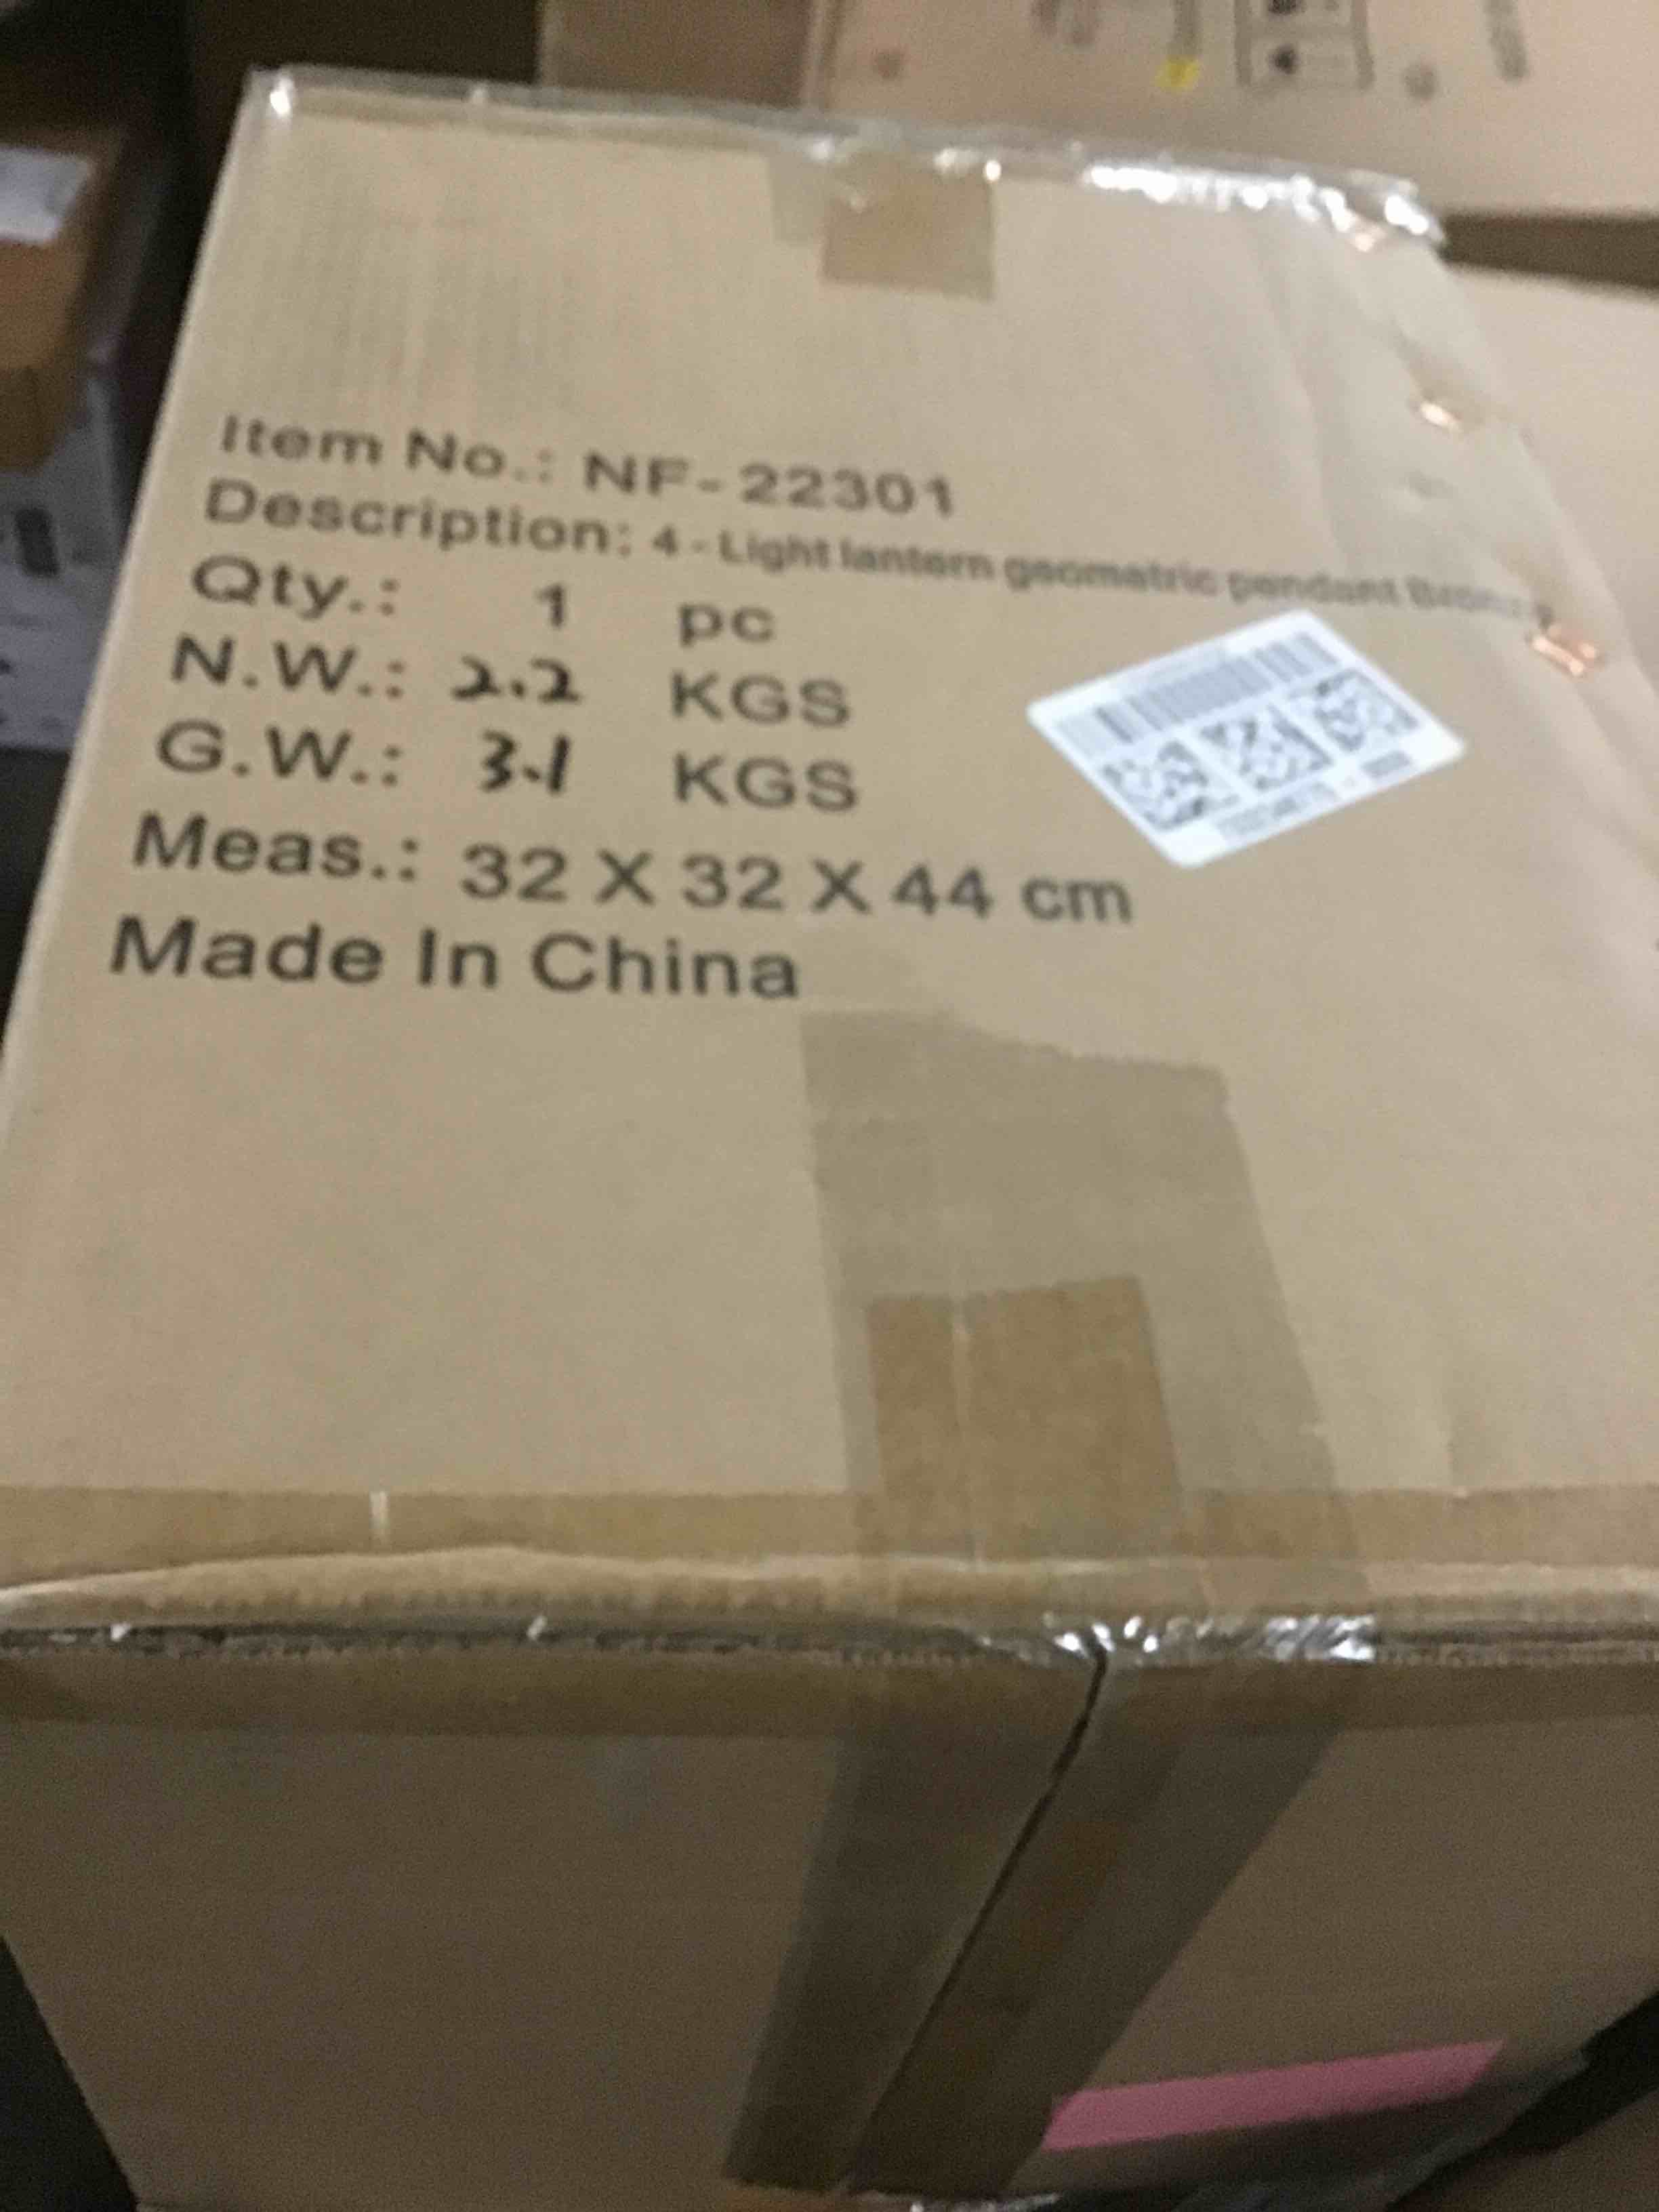 Item No.: NF-22301
Description: 4-Light lantern geometric pendant Bronze
Qty.: 1 pc
N.W.: 2.2 KGS
G.W.: 3.1 KGS
Meas.: 32 X 32 X 44 cm
Made In China